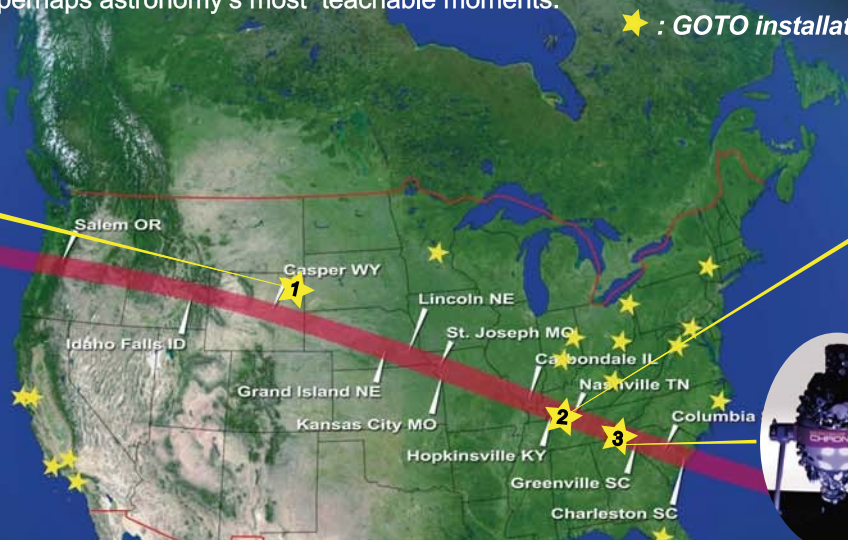 perhaps astronomy's most "teachable moments.
: GOTO installat
Salem OR
Casper WY
1
Lincoln NE
Idaho Falls ID
St. Joseph MO
Carbondale IL
Grand Island NE
Nashville TN
Kansas City MO
2
Columbia
3
Hopkinsville KY
CHRON
Greenville SC
Charleston SC